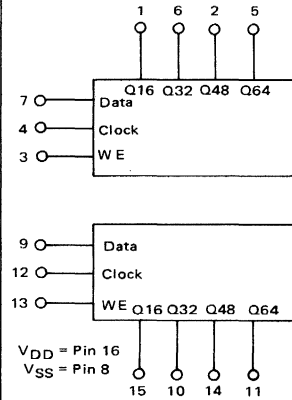 1 6 2 5
Q16 Q32 Q48 Q64
7 Data
4 Clock
3 WE
9 Data
12 Clock
13 WE Q16 Q32 Q48 Q64
VDD = Pin 16
VSS = Pin 8
15 10 14 11